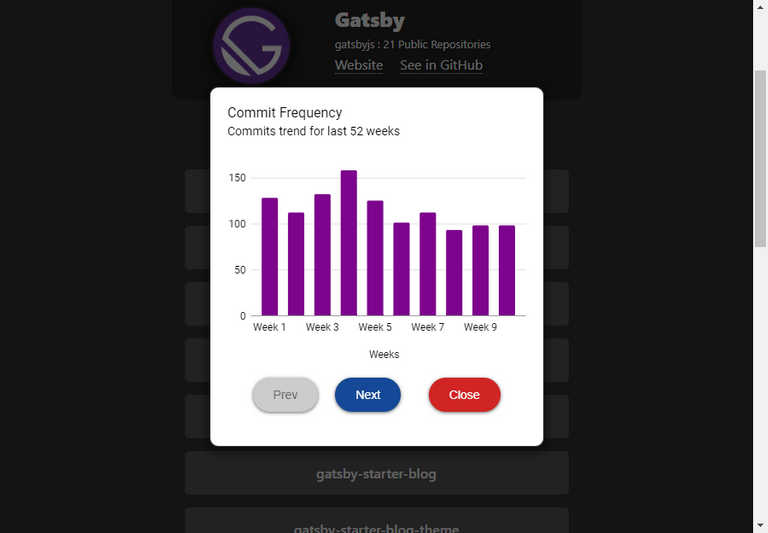 Gatsby
gatsbyjs : 21 Public Repositories
Website See in GitHub
Commit Frequency
Commits trend for last 52 weeks
150
100
50
0
Week 1 Week 3 Week 5 Week 7 Week 9
Weeks
Prev Next Close
gatsby-starter-blog
gatsby-starter-blog-theme